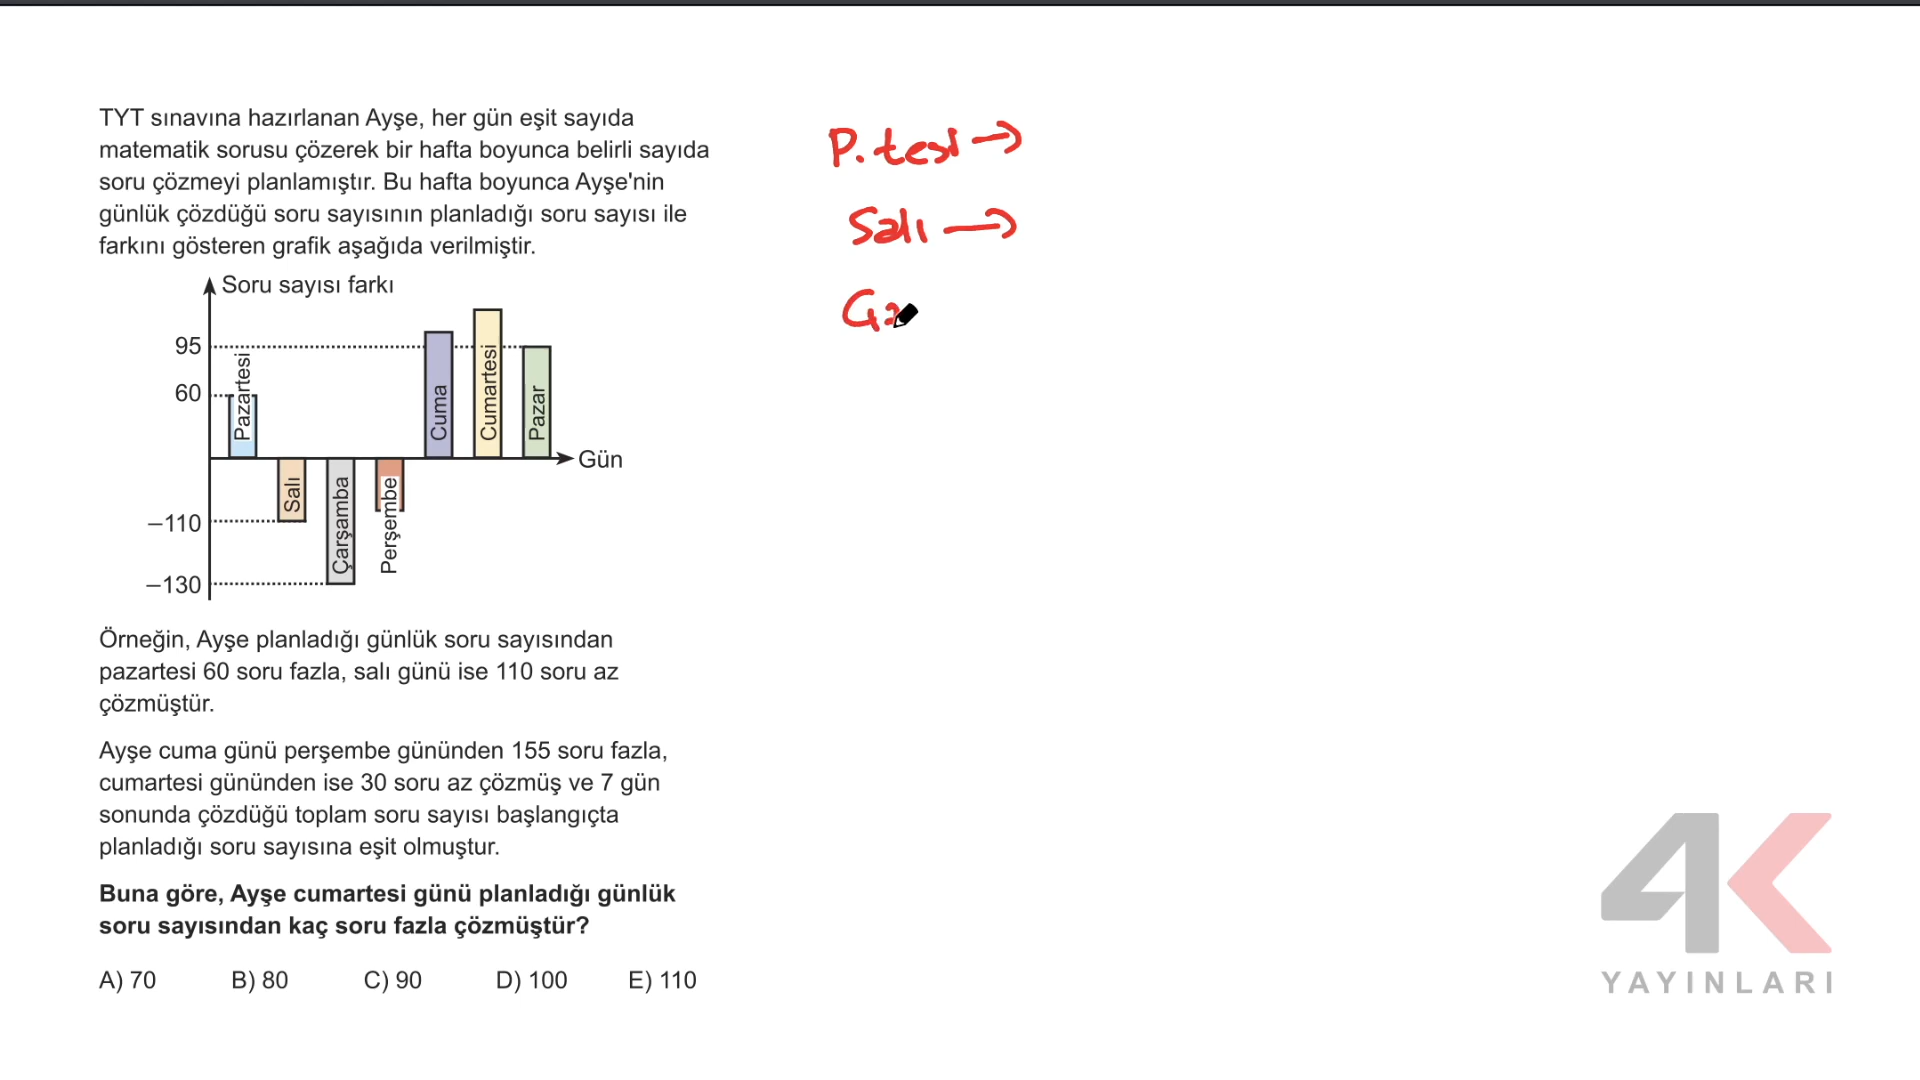 TYT sınavına hazırlanan Ayşe, her gün eşit sayıda
matematik sorusu çözerek bir hafta boyunca belirli sayıda
soru çözmeyi planlamıştır. Bu hafta boyunca Ayşe'nin
günlük çözdüğü soru sayısının planladığı soru sayısı ile
farkını gösteren grafik aşağıda verilmiştir.
Soru sayısı farkı
95
60
−110
−130
Pazartesi
Salı
Çarşamba
Perşembe
Cuma
Cumartesi
Pazar
Gün
Örneğin, Ayşe planladığı günlük soru sayısından
pazartesi 60 soru fazla, salı günü ise 110 soru az
çözmüştür.
Ayşe cuma günü perşembe gününden 155 soru fazla,
cumartesi gününden ise 30 soru az çözmüş ve 7 gün
sonunda çözdüğü toplam soru sayısı başlangıçta
planladığı soru sayısına eşit olmuştur.
Buna göre, Ayşe cumartesi günü planladığı günlük
soru sayısından kaç soru fazla çözmüştür?
A) 70 B) 80 C) 90 D) 100 E) 110
P.tesi →
Salı →
4K
YAYINLARI